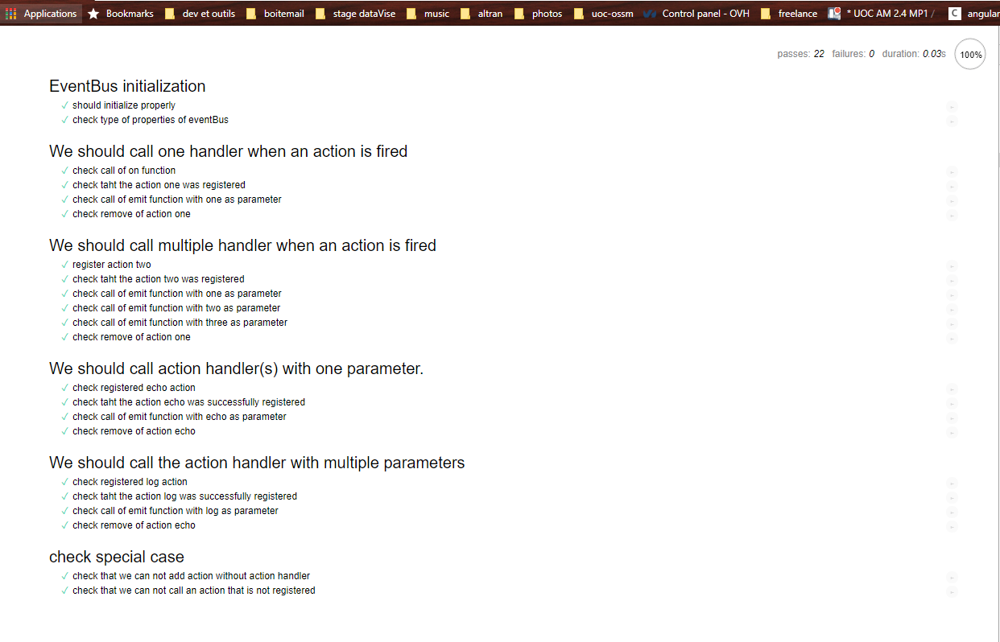 Applications Bookmarks dev et outils boitemail stage dataVise music altran photos uoc-ossm Control panel - OVH freelance * UOC AM 2.4 MP1 / C angular
passes: 22 failures: 0 duration: 0.03s 100%
EventBus initialization
✓ should initialize properly
✓ check type of properties of eventBus
We should call one handler when an action is fired
✓ check call of on function
✓ check taht the action one was registered
✓ check call of emit function with one as parameter
✓ check remove of action one
We should call multiple handler when an action is fired
✓ register action two
✓ check taht the action two was registered
✓ check call of emit function with one as parameter
✓ check call of emit function with two as parameter
✓ check call of emit function with three as parameter
✓ check remove of action one
We should call action handler(s) with one parameter.
✓ check registered echo action
✓ check taht the action echo was successfully registered
✓ check call of emit function with echo as parameter
✓ check remove of action echo
We should call the action handler with multiple parameters
✓ check registered log action
✓ check taht the action log was successfully registered
✓ check call of emit function with log as parameter
✓ check remove of action echo
check special case
✓ check that we can not add action without action handler
✓ check that we can not call an action that is not registered